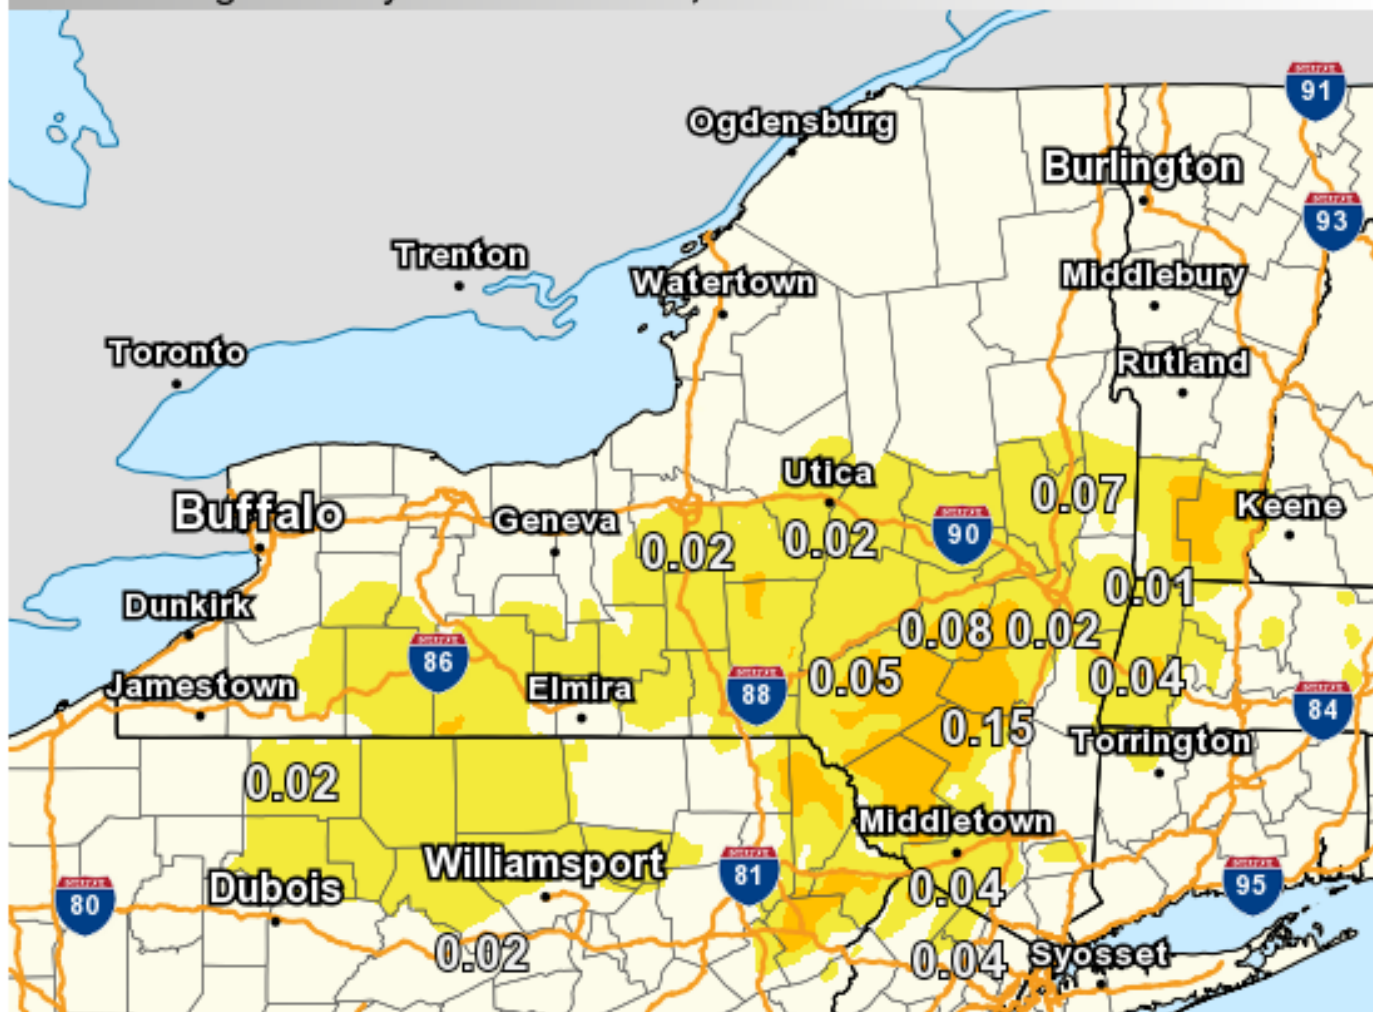 91
Ogdensburg
Burlington
93
Trenton
Watertown
Middlebury
Toronto
Rutland
Utica
0.07
Buffalo
Geneva
Keene
90
0.02
0.02
0.01
Dunkirk
0.08
0.02
86
0.05
0.04
Jamestown
Elmira
88
84
0.15
Torrington
0.02
Middletown
Williamsport
81
95
Dubois
0.04
80
0.02
0.04
Syosset